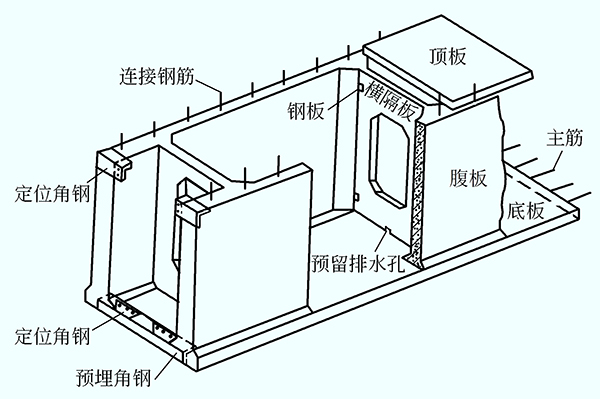 顶板
连接钢筋
横隔板
钢板
主筋
定位角钢
腹板
底板
预留排水孔
定位角钢
预埋角钢